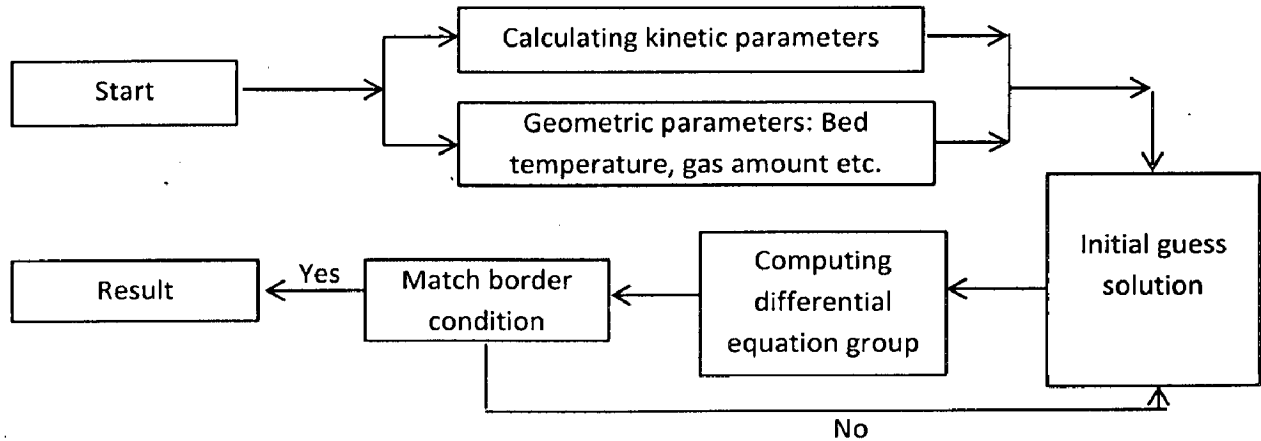 Calculating kinetic parameters
Start
Geometric parameters: Bed
temperature, gas amount etc.
Initial guess
solution
Computing
differential
equation group
Match border
condition
Yes
Result
No